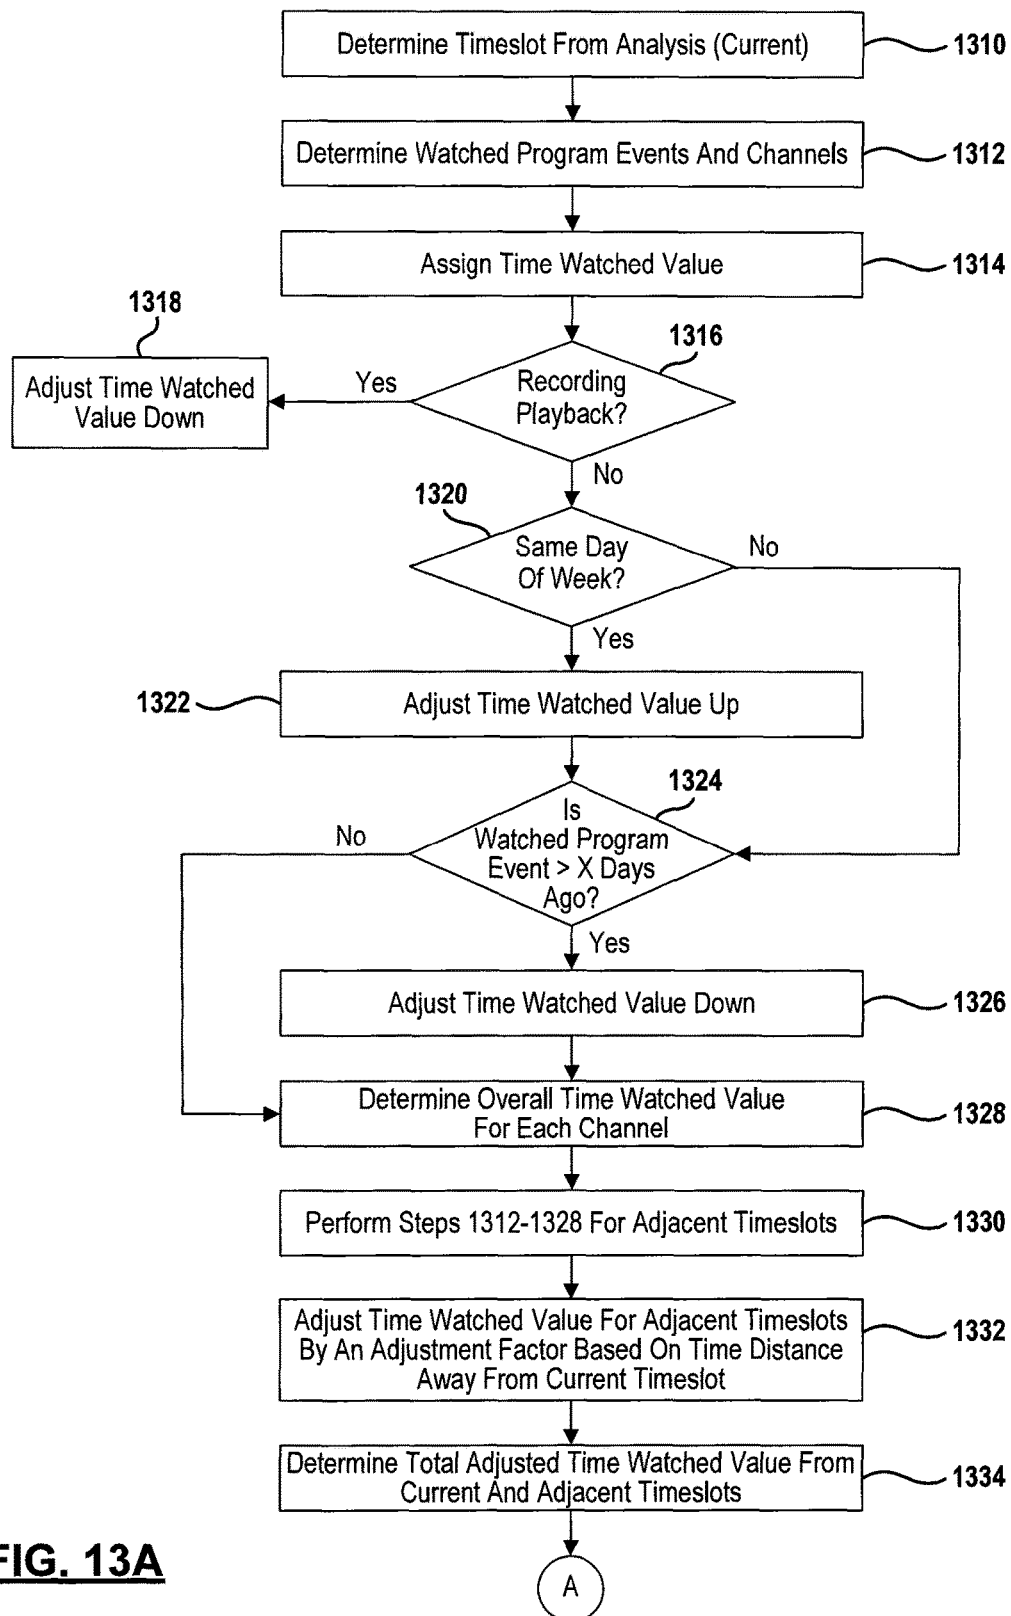 Determine Timeslot From Analysis (Current)
1310
Determine Watched Program Events And Channels
1312
Assign Time Watched Value
1314
1318
Adjust Time Watched
Value Down
Yes
1316
Recording
Playback?
No
1320
Same Day
Of Week?
No
Yes
1322
Adjust Time Watched Value Up
1324
Is
Watched Program
Event > X Days
Ago?
No
Yes
Adjust Time Watched Value Down
1326
Determine Overall Time Watched Value
For Each Channel
1328
Perform Steps 1312-1328 For Adjacent Timeslots
1330
Adjust Time Watched Value For Adjacent Timeslots
By An Adjustment Factor Based On Time Distance
Away From Current Timeslot
1332
Determine Total Adjusted Time Watched Value From
Current And Adjacent Timeslots
1334
A
FIG. 13A